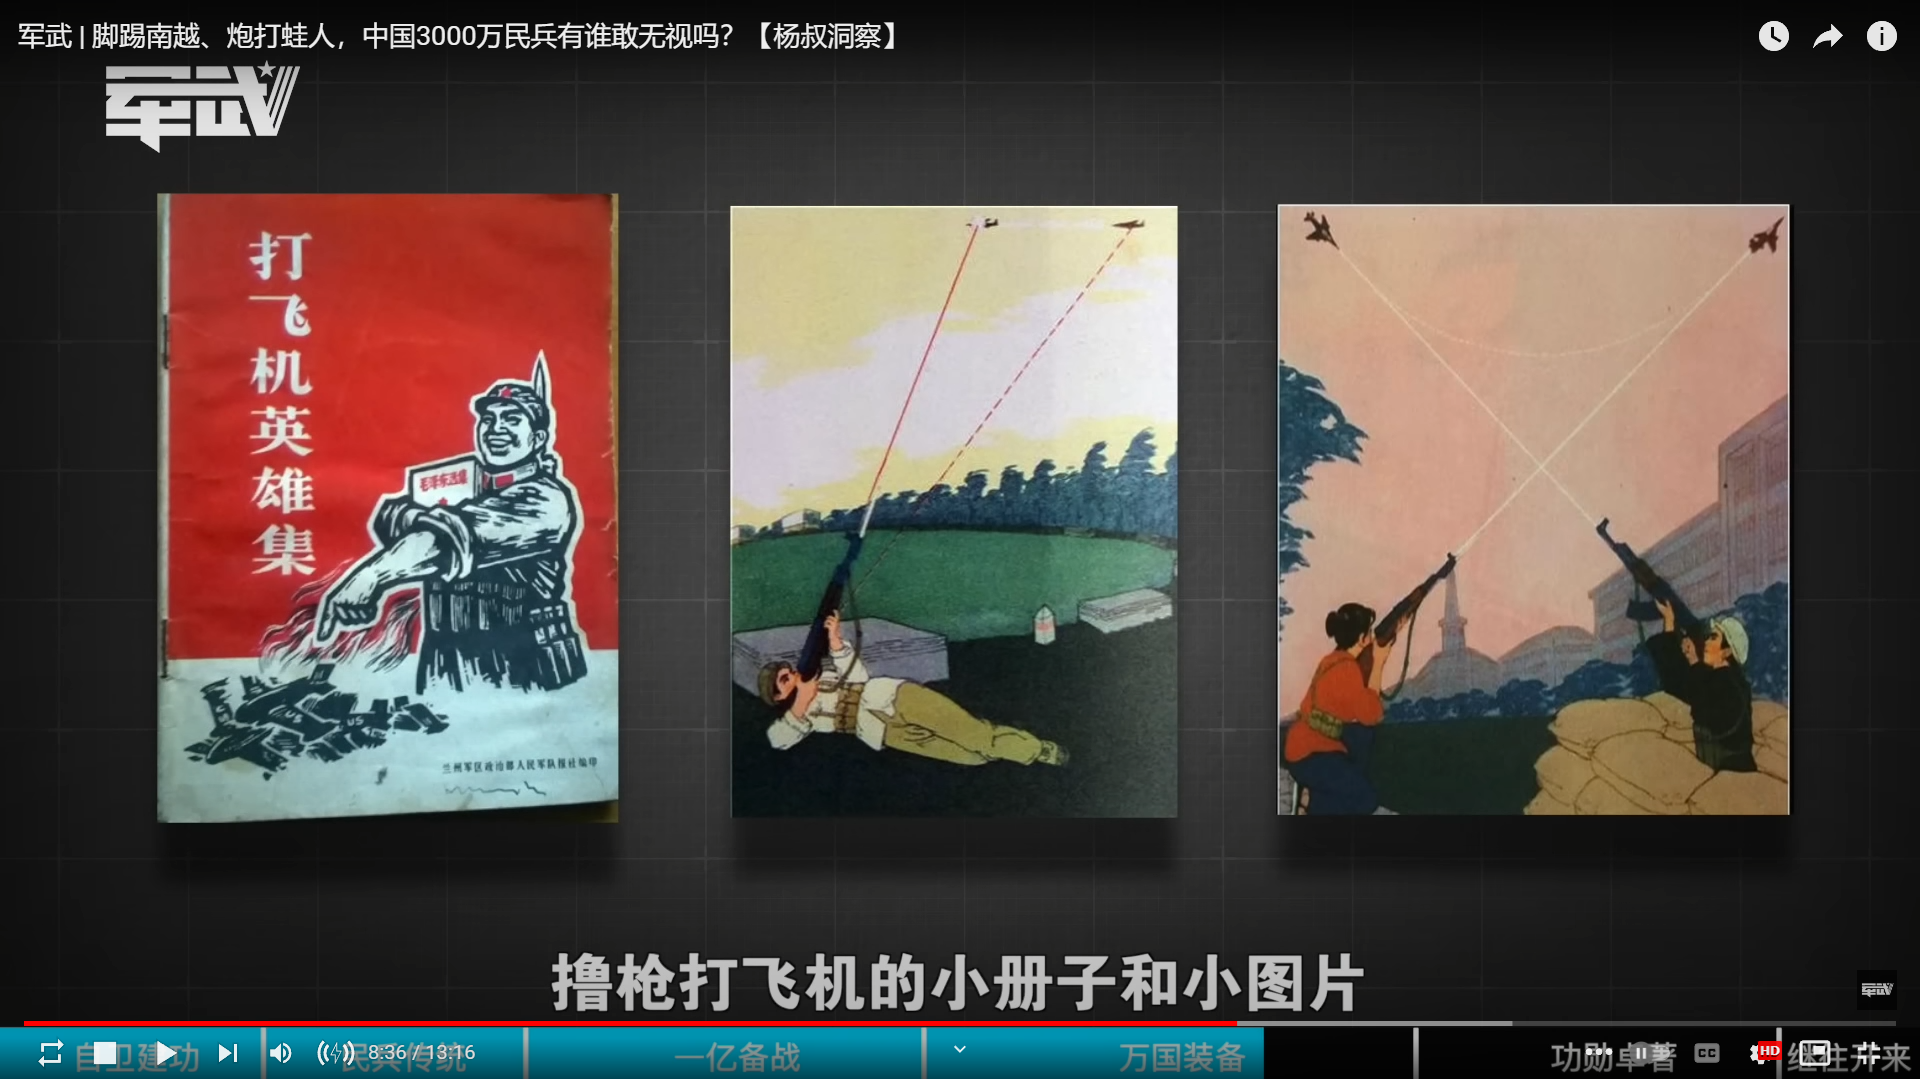 军武 | 脚踢南越、炮打蛙人，中国3000万民兵有谁敢无视吗？【杨叔洞察】
军武
打飞机英雄集
毛泽东选集
US
US
US
兰州军区政治部人民军队报社编印
撸枪打飞机的小册子和小图片
军武
8:36 / 13:16
CC
HD
自卫建功
民兵传统
一亿备战
万国装备
功勋卓著
继往开来